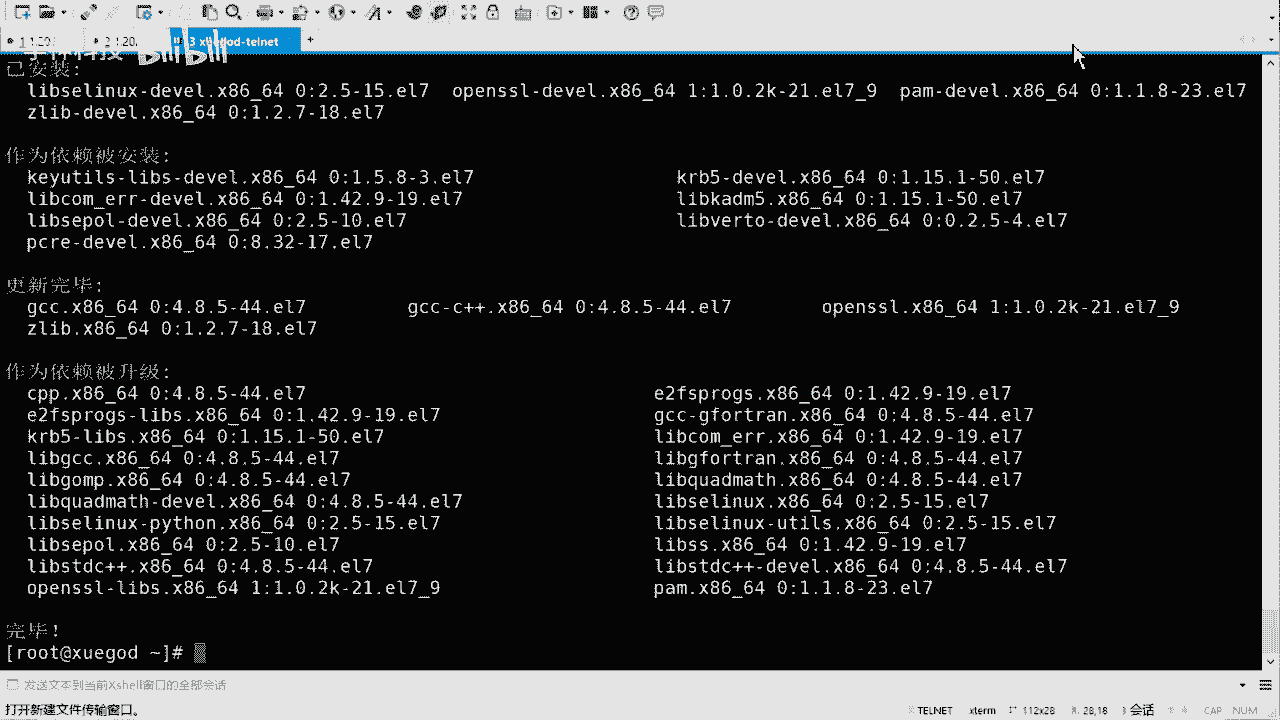 3 xuegod-telnet +
bilibili
已安装:
libselinux-devel.x86_64 0:2.5-15.el7 openssl-devel.x86_64 1:1.0.2k-21.el7_9 pam-devel.x86_64 0:1.1.8-23.el7
zlib-devel.x86_64 0:1.2.7-18.el7
作为依赖被安装:
keyutils-libs-devel.x86_64 0:1.5.8-3.el7 krb5-devel.x86_64 0:1.15.1-50.el7
libcom_err-devel.x86_64 0:1.42.9-19.el7 libkadm5.x86_64 0:1.15.1-50.el7
libsepol-devel.x86_64 0:2.5-10.el7 libverto-devel.x86_64 0:0.2.5-4.el7
pcre-devel.x86_64 0:8.32-17.el7
更新完毕:
gcc.x86_64 0:4.8.5-44.el7 gcc-c++.x86_64 0:4.8.5-44.el7 openssl.x86_64 1:1.0.2k-21.el7_9
zlib.x86_64 0:1.2.7-18.el7
作为依赖被升级:
cpp.x86_64 0:4.8.5-44.el7 e2fsprogs.x86_64 0:1.42.9-19.el7
e2fsprogs-libs.x86_64 0:1.42.9-19.el7 gcc-gfortran.x86_64 0:4.8.5-44.el7
krb5-libs.x86_64 0:1.15.1-50.el7 libcom_err.x86_64 0:1.42.9-19.el7
libgcc.x86_64 0:4.8.5-44.el7 libgfortran.x86_64 0:4.8.5-44.el7
libgomp.x86_64 0:4.8.5-44.el7 libquadmath.x86_64 0:4.8.5-44.el7
libquadmath-devel.x86_64 0:4.8.5-44.el7 libselinux.x86_64 0:2.5-15.el7
libselinux-python.x86_64 0:2.5-15.el7 libselinux-utils.x86_64 0:2.5-15.el7
libsepol.x86_64 0:2.5-10.el7 libss.x86_64 0:1.42.9-19.el7
libstdc++.x86_64 0:4.8.5-44.el7 libstdc++-devel.x86_64 0:4.8.5-44.el7
openssl-libs.x86_64 1:1.0.2k-21.el7_9 pam.x86_64 0:1.1.8-23.el7
完毕!
[root@xuegod ~]#
发送文本到当前Xshell窗口的全部会话
打开新建文件传输窗口。 TELNET xterm 112x28 28,18 3 会话 CAP NUM